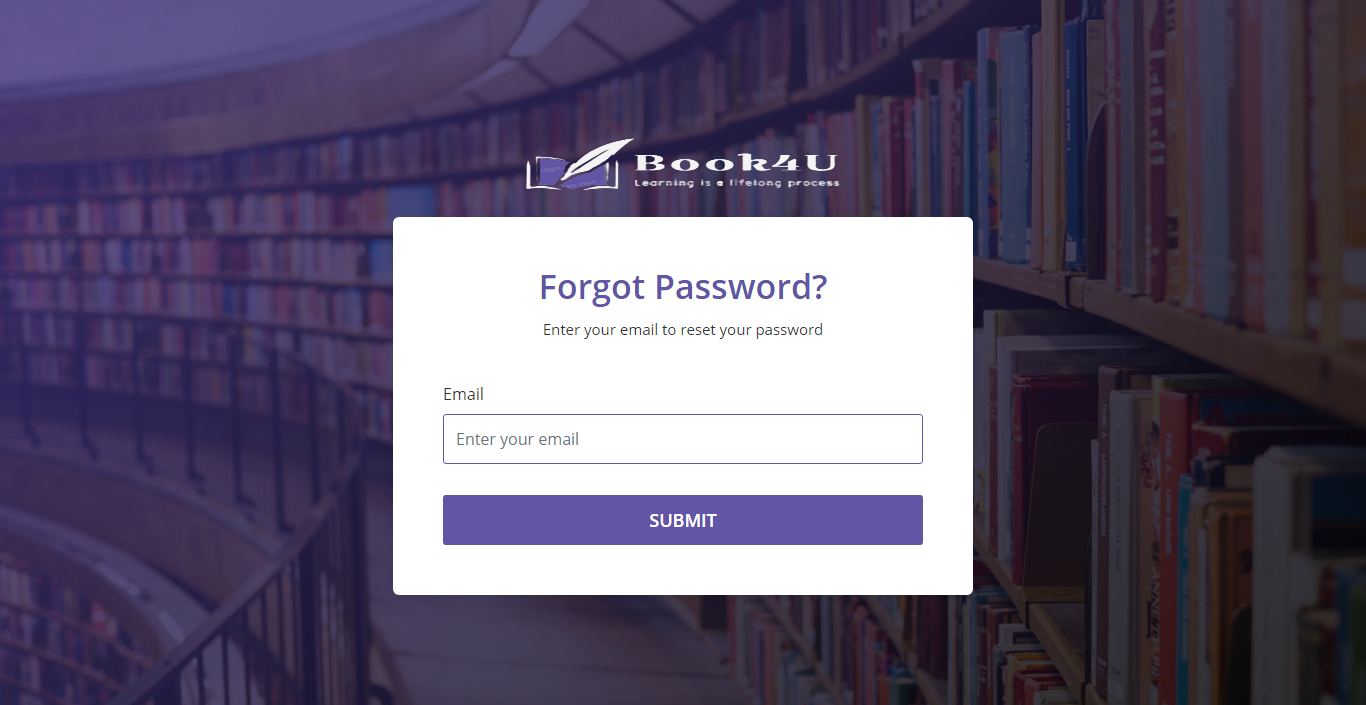 Book4U
Learning is a lifelong process
Forgot Password?
Enter your email to reset your password
Email
Enter your email
SUBMIT